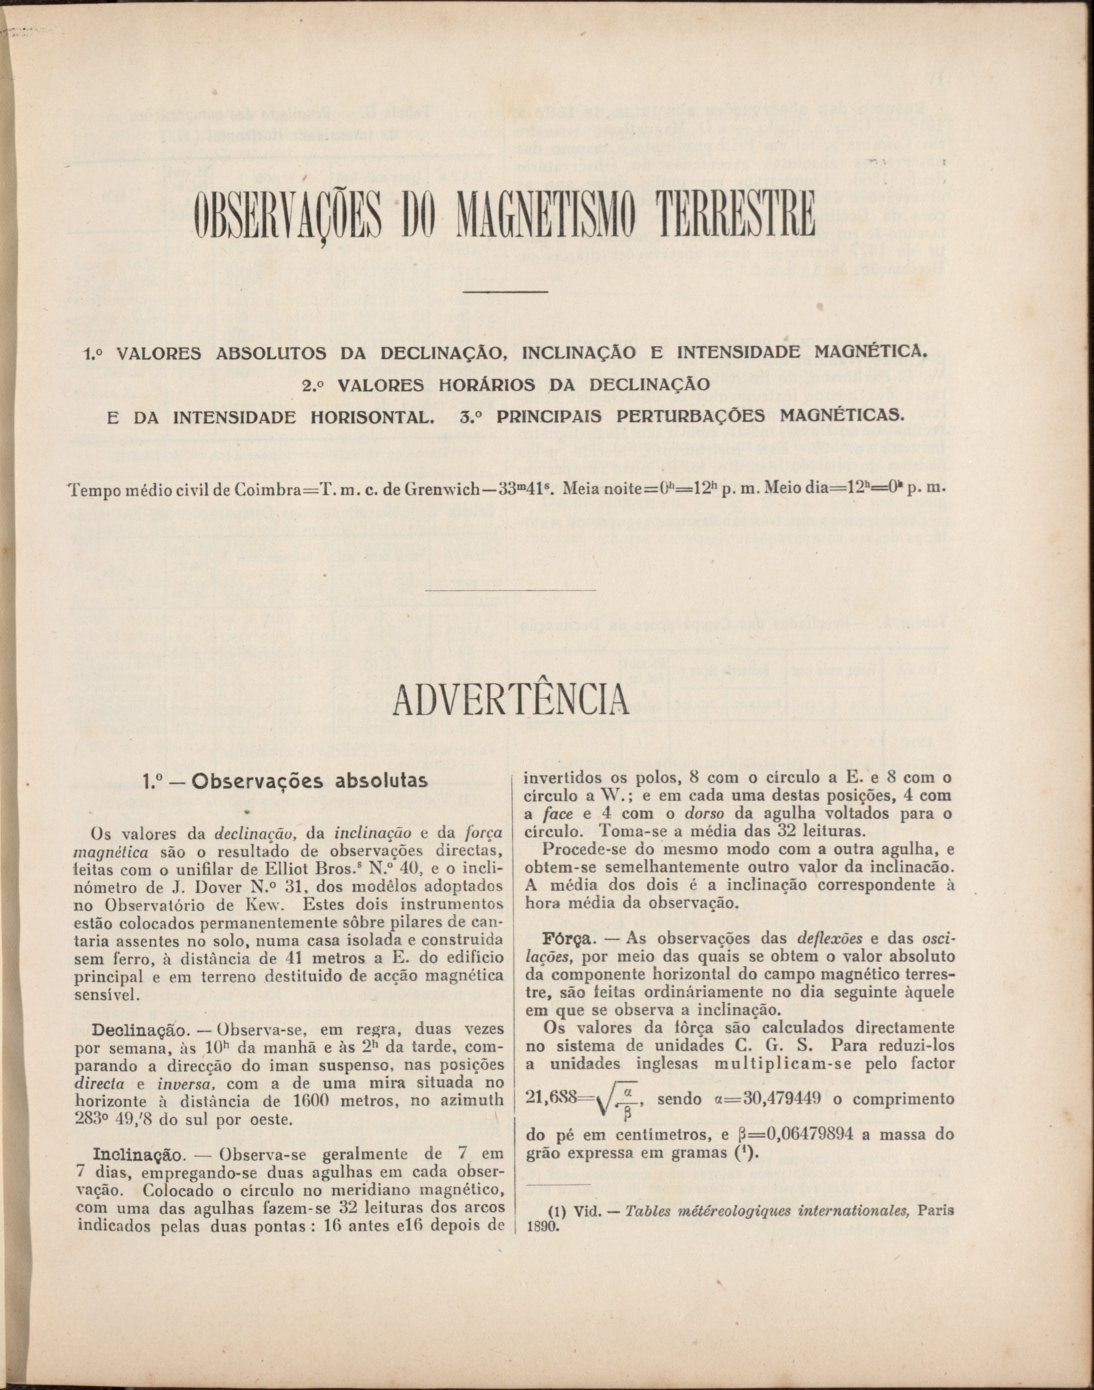 OBSERVAÇÕES DO MAGNETISMO TERRESTRE
1.º VALORES ABSOLUTOS DA DECLINAÇÃO, INCLINAÇÃO E INTENSIDADE MAGNÉTICA.
2.º VALORES HORÁRIOS DA DECLINAÇÃO
E DA INTENSIDADE HORISONTAL. 3.º PRINCIPAIS PERTURBAÇÕES MAGNÉTICAS.
Tempo médio civil de Coimbra=T. m. c. de Grenwich—33ᵐ41ˢ. Meia noite=0ʰ=12ʰ p. m. Meio dia=12ʰ=0ʰ p. m.
ADVERTÊNCIA
1.º — Observações absolutas
Os valores da declinação, da inclinação e da força
magnética são o resultado de observações directas,
feitas com o unifilar de Elliot Bros.ˢ N.º 40, e o incli-
nómetro de J. Dover N.º 31, dos modêlos adoptados
no Observatório de Kew. Estes dois instrumentos
estão colocados permanentemente sôbre pilares de can-
taria assentes no solo, numa casa isolada e construida
sem ferro, à distância de 41 metros a E. do edificio
principal e em terreno destituido de acção magnética
sensível.
Declinação. — Observa-se, em regra, duas vezes
por semana, às 10ʰ da manhã e às 2ʰ da tarde, com-
parando a direcção do iman suspenso, nas posições
directa e inversa, com a de uma mira situada no
horizonte à distância de 1600 metros, no azimuth
283º 49,'8 do sul por oeste.
Inclinação. — Observa-se geralmente de 7 em
7 dias, empregando-se duas agulhas em cada obser-
vação. Colocado o círculo no meridiano magnético,
com uma das agulhas fazem-se 32 leituras dos arcos
indicados pelas duas pontas : 16 antes e16 depois de
invertidos os polos, 8 com o círculo a E. e 8 com o
círculo a W.; e em cada uma destas posições, 4 com
a face e 4 com o dorso da agulha voltados para o
círculo. Toma-se a média das 32 leituras.
Procede-se do mesmo modo com a outra agulha, e
obtem-se semelhantemente outro valor da inclinacão.
A média dos dois é a inclinação correspondente à
hora média da observação.
Fôrça. — As observações das deflexões e das osci-
lações, por meio das quais se obtem o valor absoluto
da componente horizontal do campo magnético terres-
tre, são feitas ordináriamente no dia seguinte àquele
em que se observa a inclinação.
Os valores da fôrça são calculados directamente
no sistema de unidades C. G. S. Para reduzi-los
a unidades inglesas multiplicam-se pelo factor
21,688=√α/β, sendo α=30,479449 o comprimento
do pé em centimetros, e β=0,06479894 a massa do
grão expressa em gramas (¹).
(1) Vid. — Tables météreologiques internationales, Paris
1890.